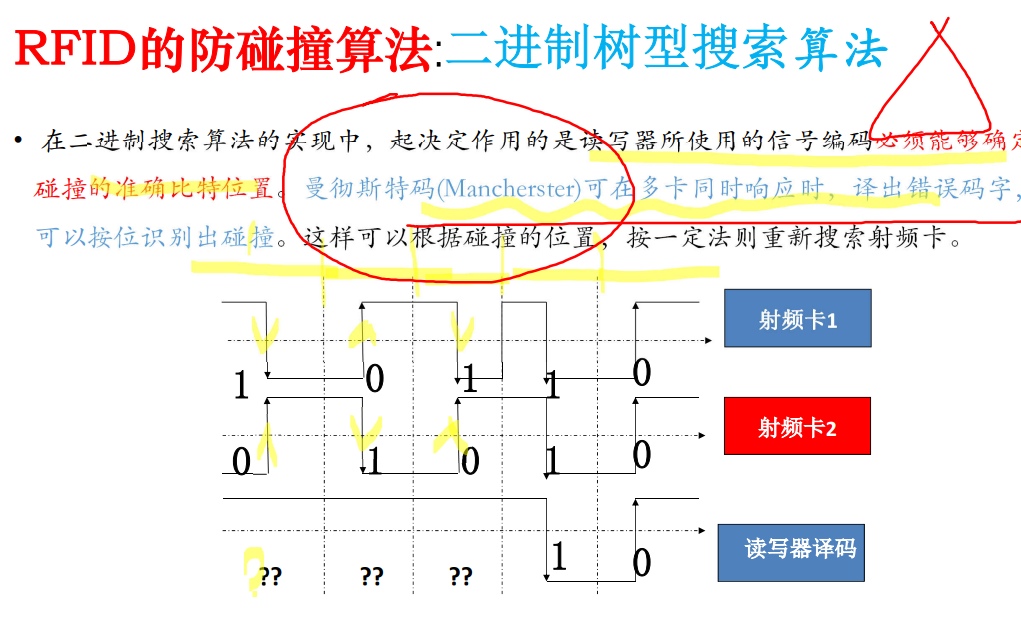 RFID的防碰撞算法:二进制树型搜索算法
• 在二进制搜索算法的实现中，起决定作用的是读写器所使用的信号编码必须能够确定
碰撞的准确比特位置。曼彻斯特码(Mancherster)可在多卡同时响应时，译出错误码字，
可以按位识别出碰撞。这样可以根据碰撞的位置，按一定法则重新搜索射频卡。
射频卡1
1 0 1 1 0
射频卡2
0 1 0 1 0
读写器译码
1 0
? ?? ?? ??